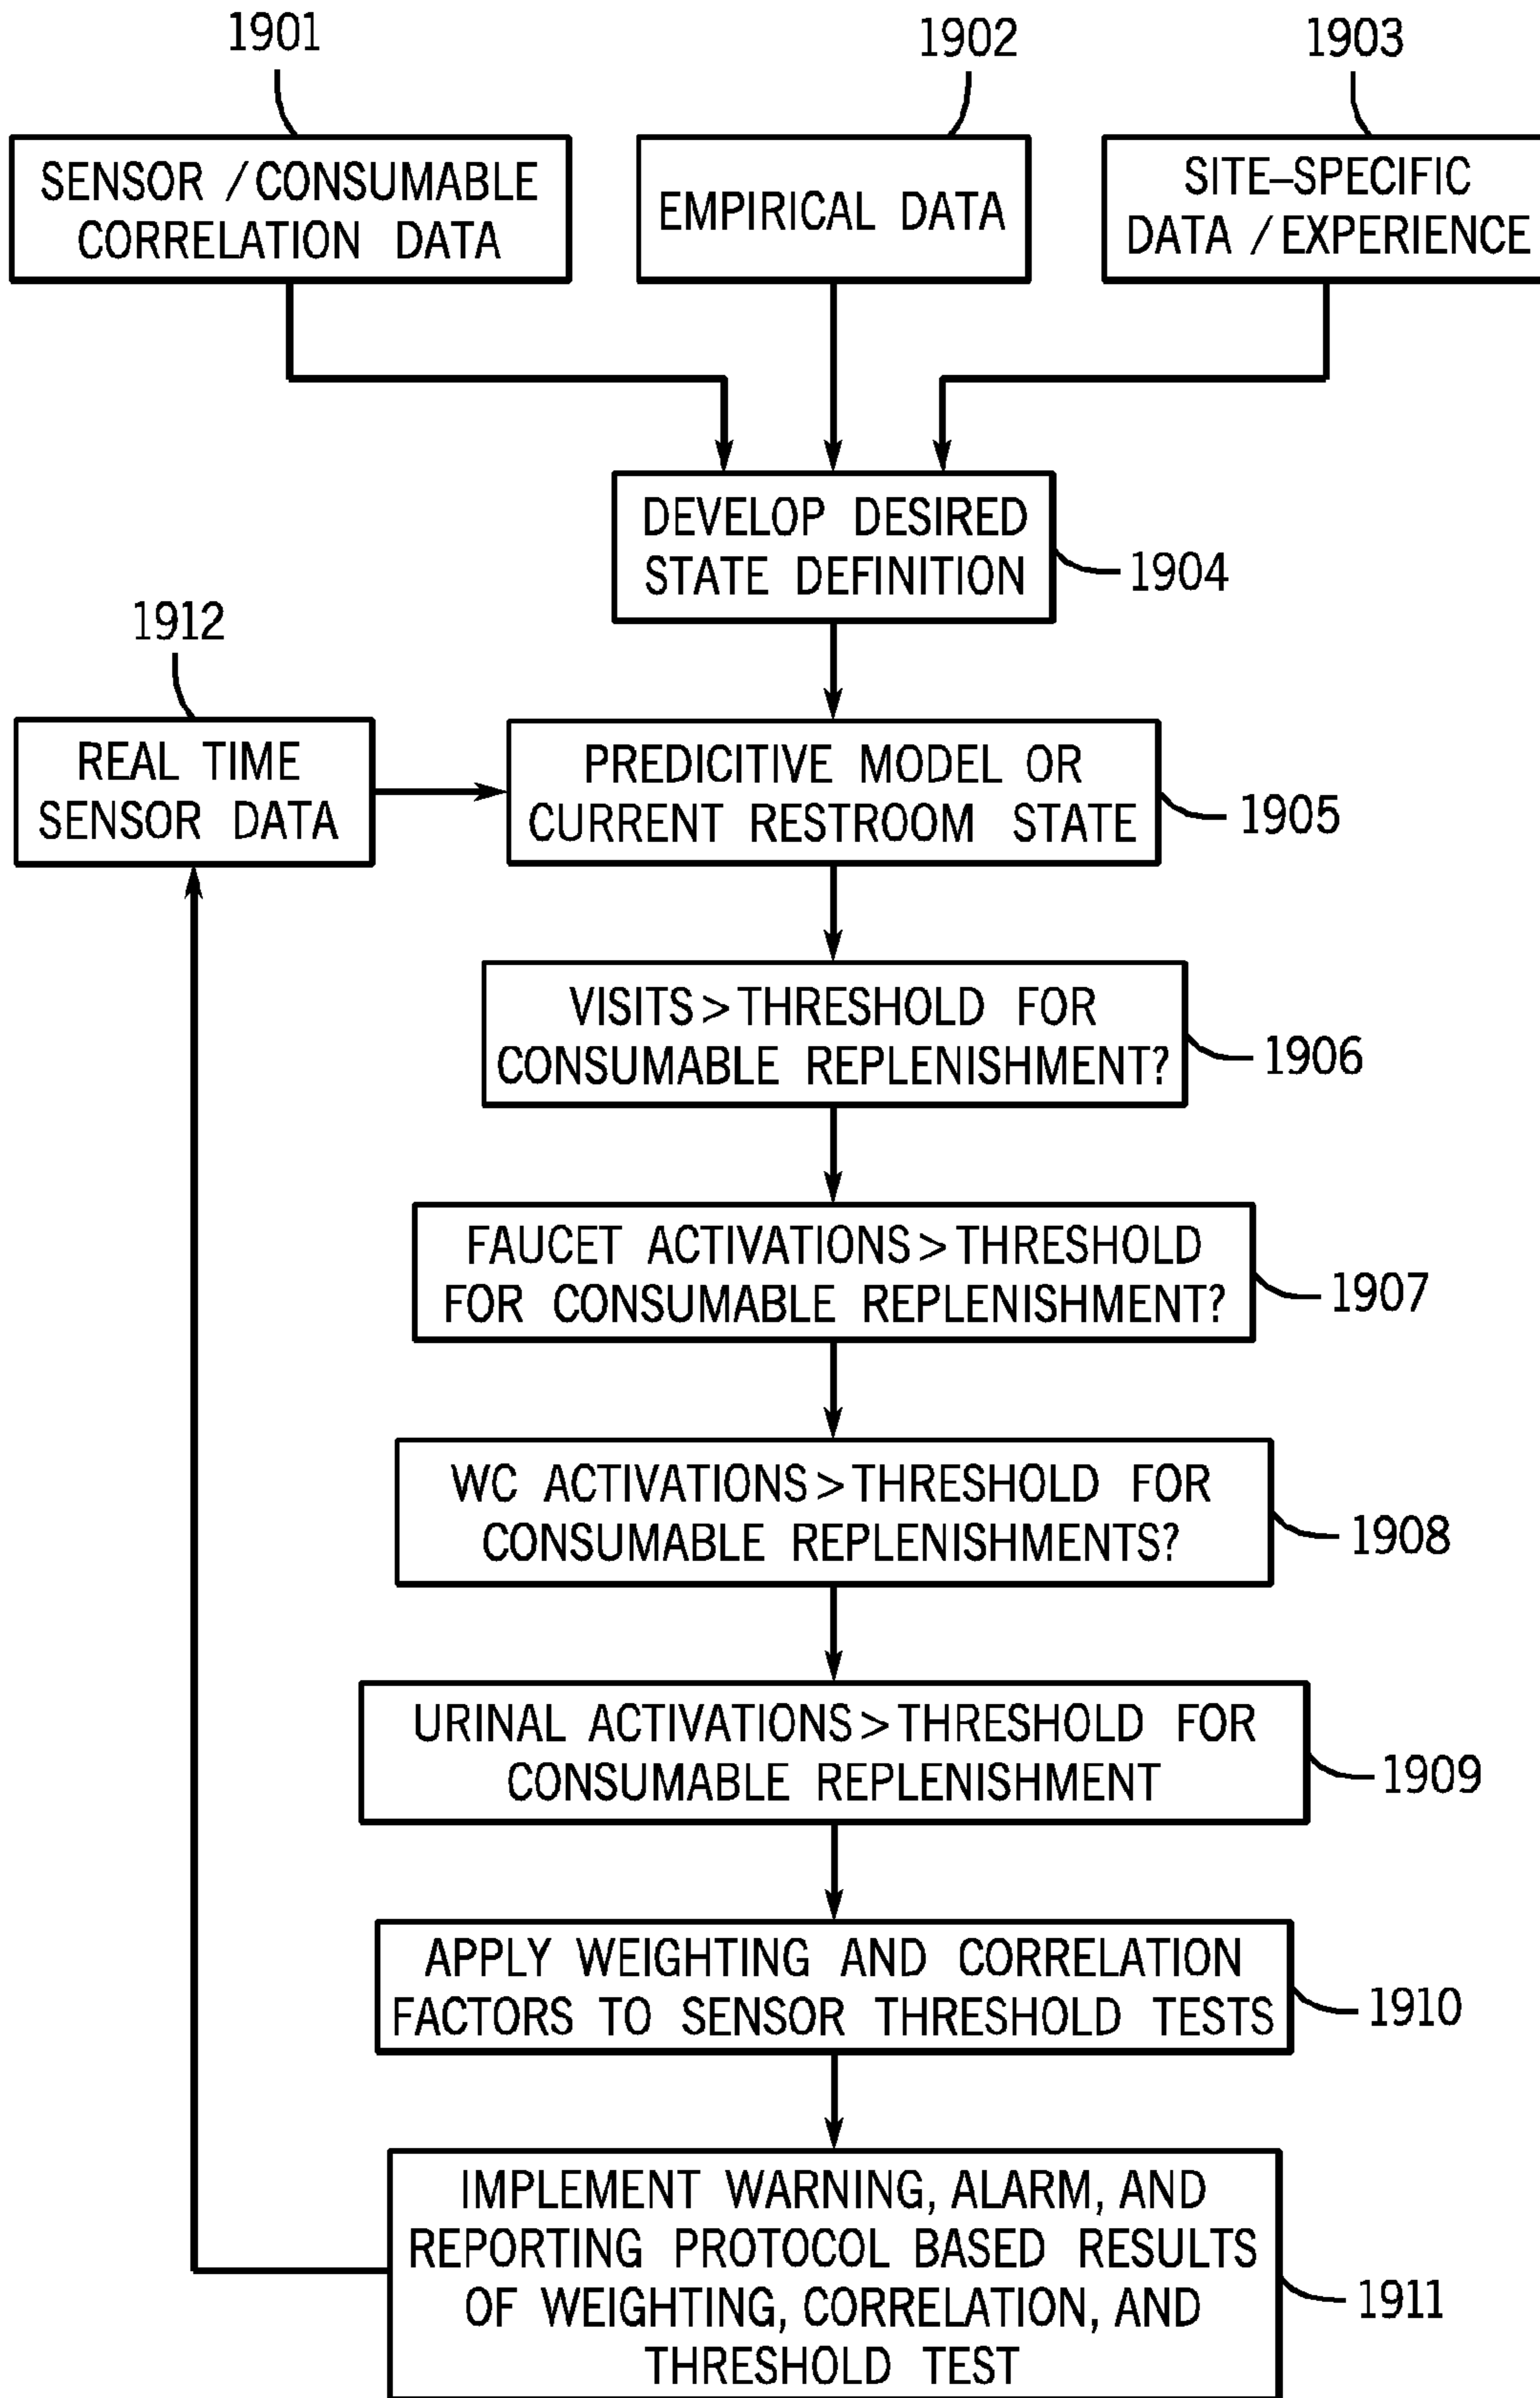 1901
1902
1903
SENSOR / CONSUMABLE
CORRELATION DATA
EMPIRICAL DATA
SITE–SPECIFIC
DATA / EXPERIENCE
DEVELOP DESIRED
STATE DEFINITION
1904
1912
REAL TIME
SENSOR DATA
PREDICITIVE MODEL OR
CURRENT RESTROOM STATE
1905
VISITS > THRESHOLD FOR
CONSUMABLE REPLENISHMENT?
1906
FAUCET ACTIVATIONS > THRESHOLD
FOR CONSUMABLE REPLENISHMENT?
1907
WC ACTIVATIONS > THRESHOLD FOR
CONSUMABLE REPLENISHMENTS?
1908
URINAL ACTIVATIONS > THRESHOLD FOR
CONSUMABLE REPLENISHMENT
1909
APPLY WEIGHTING AND CORRELATION
FACTORS TO SENSOR THRESHOLD TESTS
1910
IMPLEMENT WARNING, ALARM, AND
REPORTING PROTOCOL BASED RESULTS
OF WEIGHTING, CORRELATION, AND
THRESHOLD TEST
1911